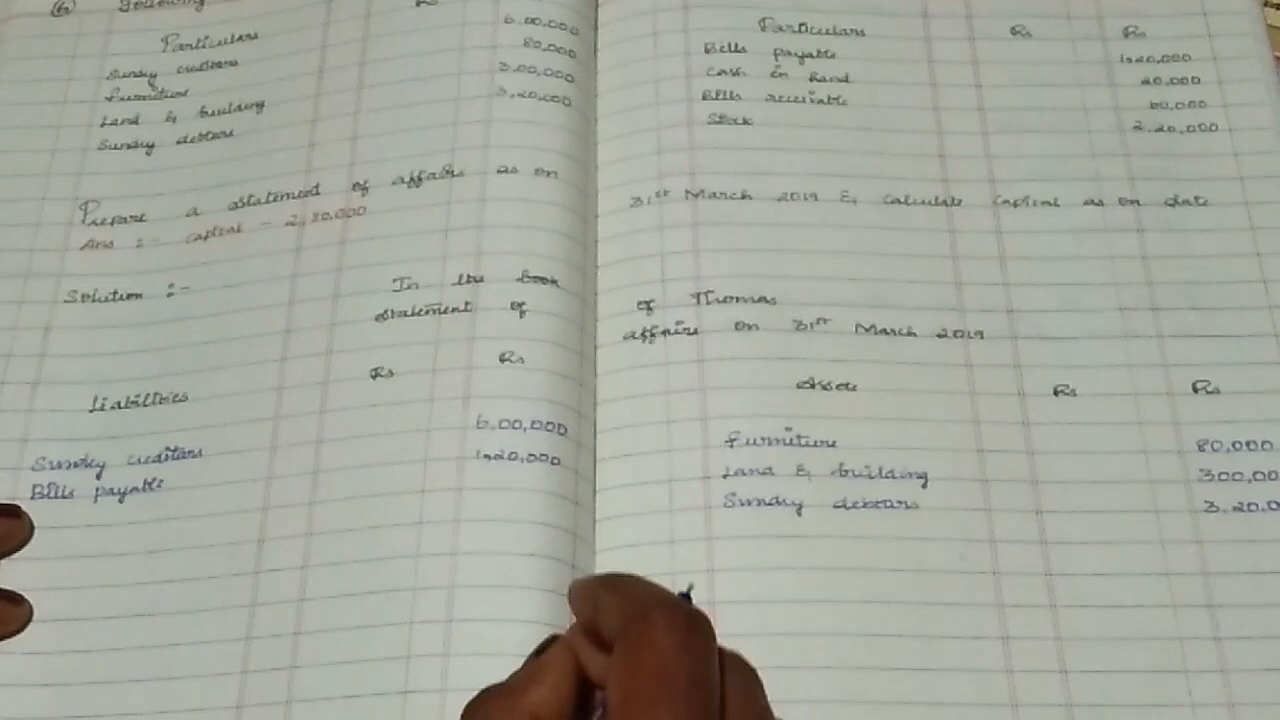 (6) Following Rs
Particulars 6,00,000
Sundry creditors 80,000
Furniture 3,00,000
Land & building 3,20,000
Sundry debtors
Particulars Rs Rs
Bills payable 1,20,000
Cash in hand 20,000
Bills receivable 60,000
Stock 2,20,000
Prepare a statement of affairs as on 31st March 2019 & calculate capital as on date
Ans :- capital - 2,80,000
Solution :- In the book of Thomas
statement of affairs on 31st March 2019
Liabilities Rs Rs
Sundry creditors 6,00,000
Bills payable 1,20,000
Assets Rs Rs
Furniture 80,000
Land & building 300,00
Sundry debtors 3,20,0